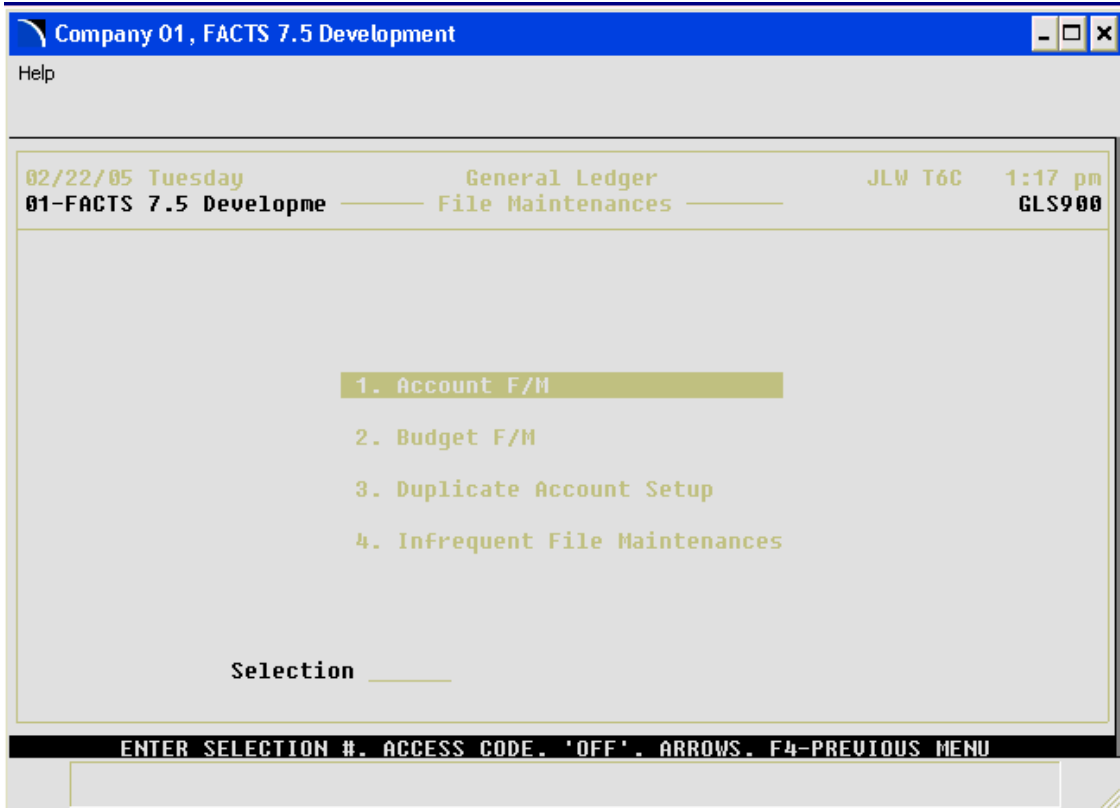 Company 01, FACTS 7.5 Development
Help
02/22/05 Tuesday General Ledger JLW T6C 1:17 pm
01-FACTS 7.5 Developme File Maintenances GLS900
1. Account F/M
2. Budget F/M
3. Duplicate Account Setup
4. Infrequent File Maintenances
Selection ______
ENTER SELECTION #. ACCESS CODE. 'OFF'. ARROWS. F4-PREVIOUS MENU